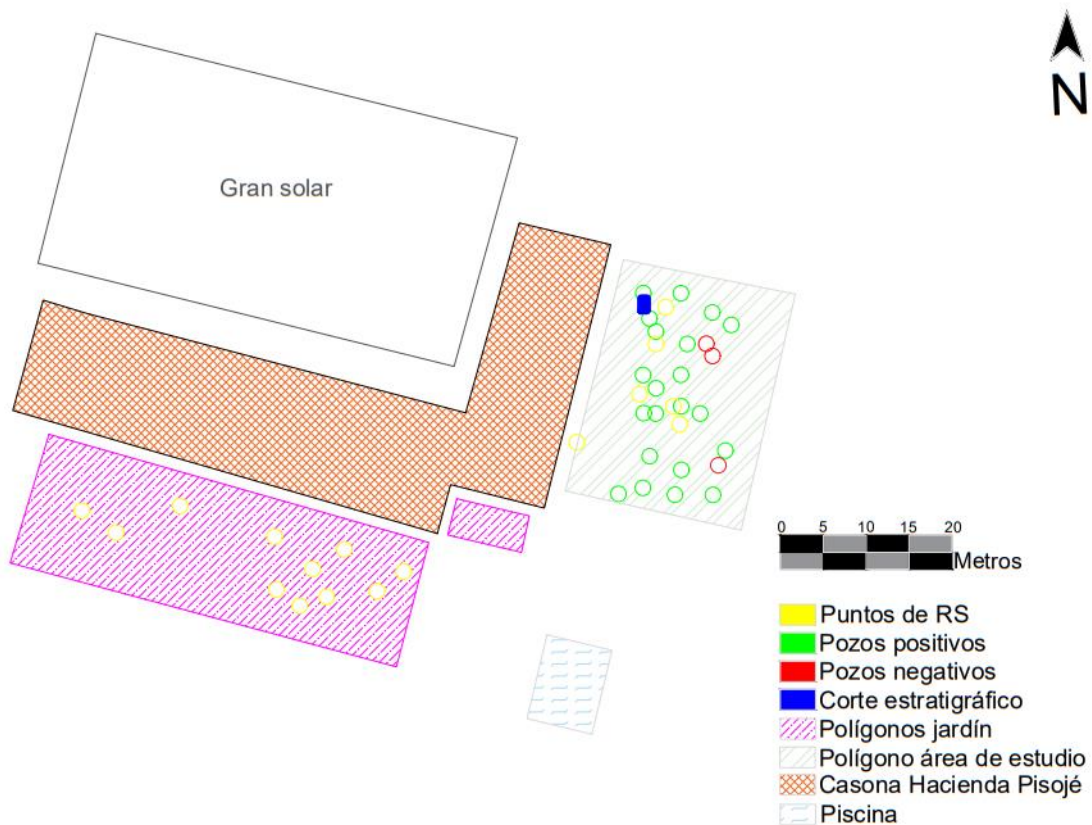 N
Gran solar
0 5 10 15 20
Metros
Puntos de RS
Pozos positivos
Pozos negativos
Corte estratigráfico
Polígonos jardín
Polígono área de estudio
Casona Hacienda Pisojé
Piscina